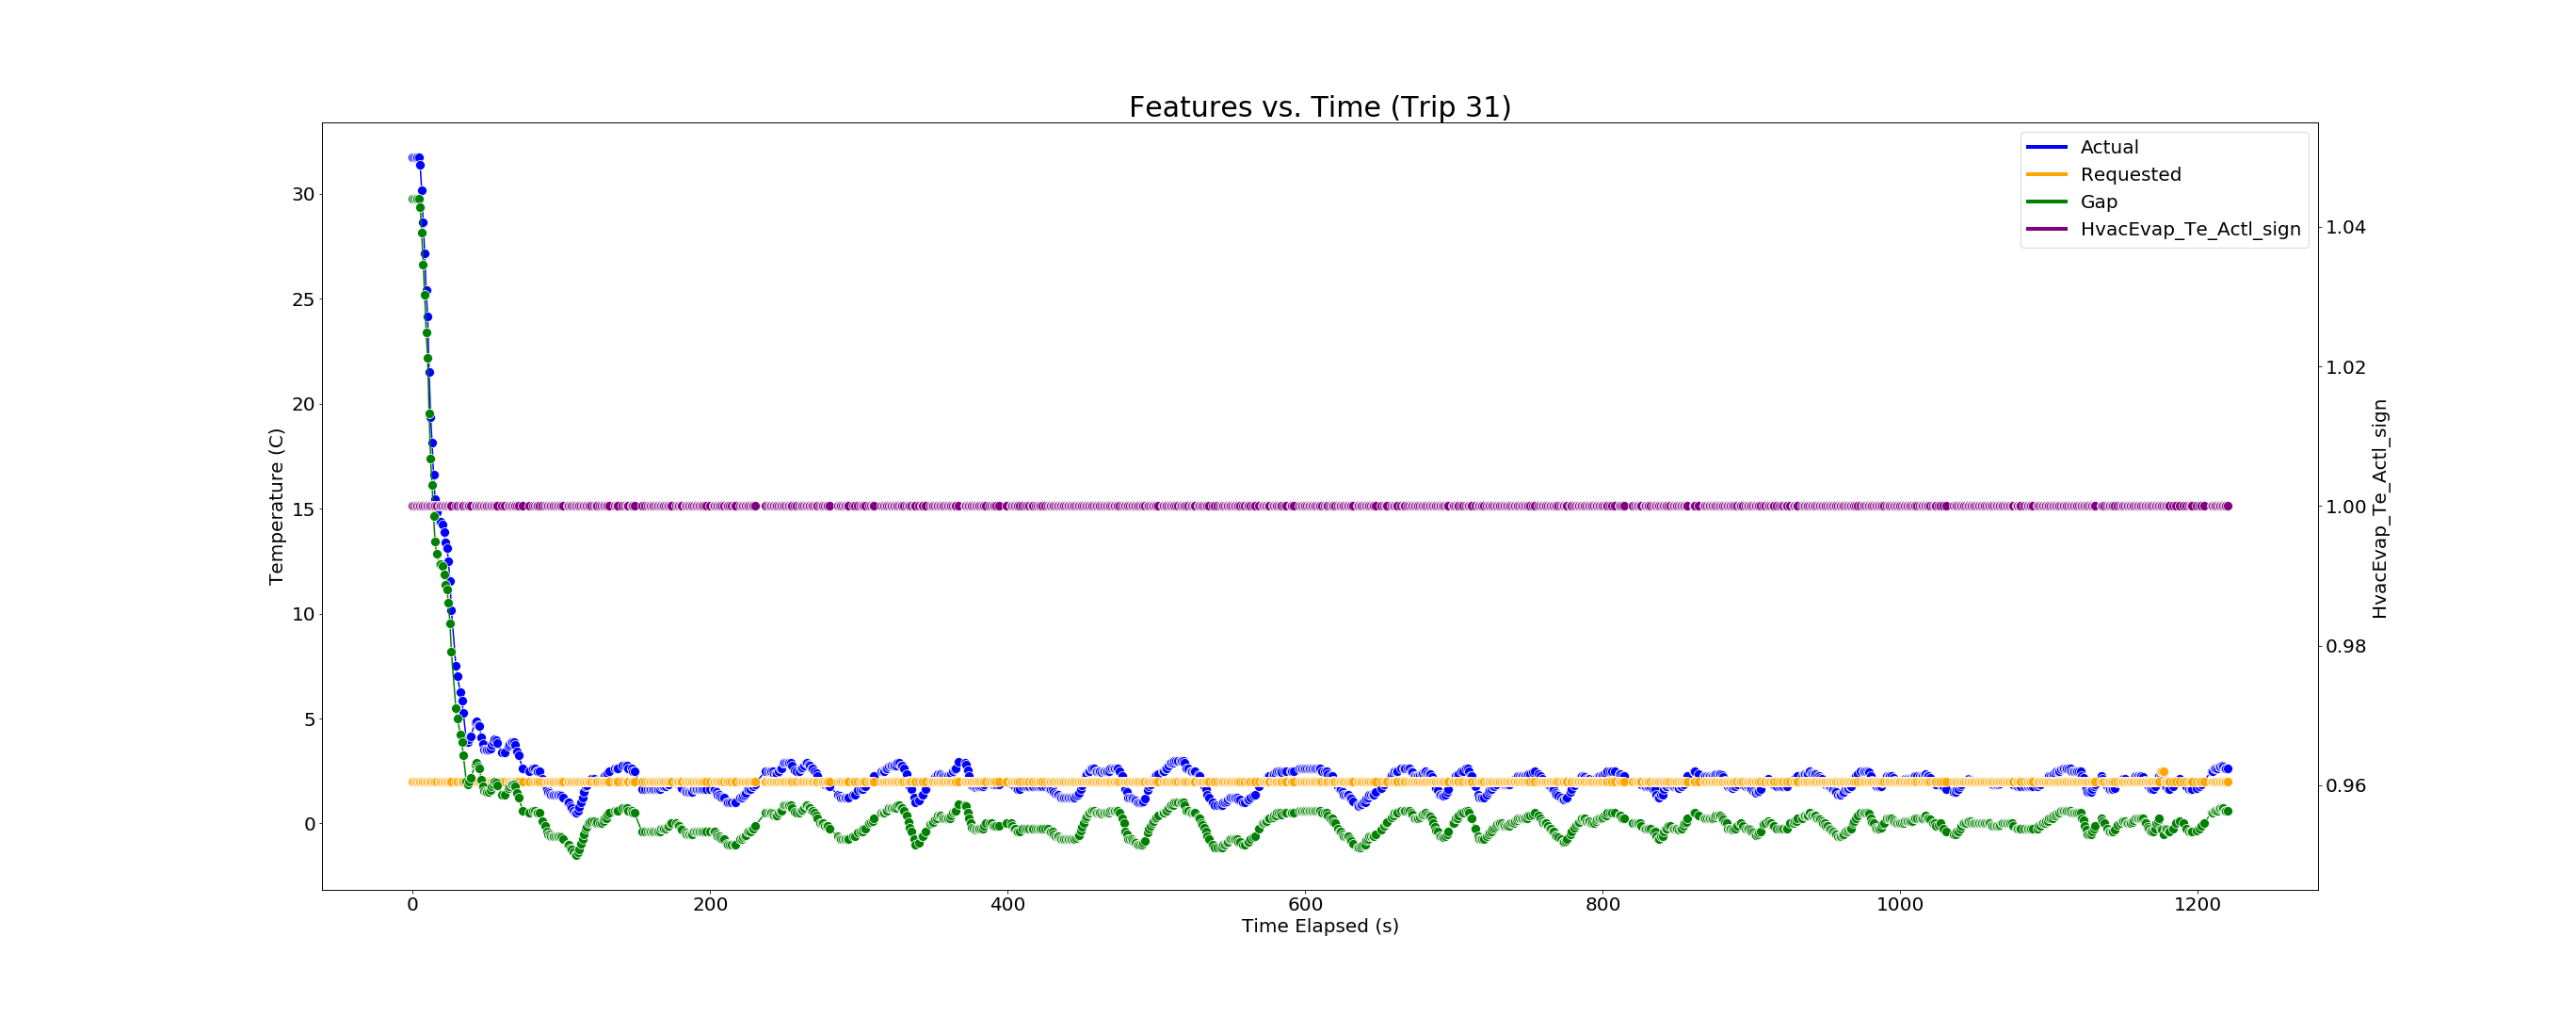 Features vs. Time (Trip 31)
Actual
Requested
Gap
HvacEvap_Te_Actl_sign
30
25
20
15
10
5
0
Temperature (C)
1.04
1.02
1.00
0.98
0.96
HvacEvap_Te_Actl_sign
0 200 400 600 800 1000 1200
Time Elapsed (s)